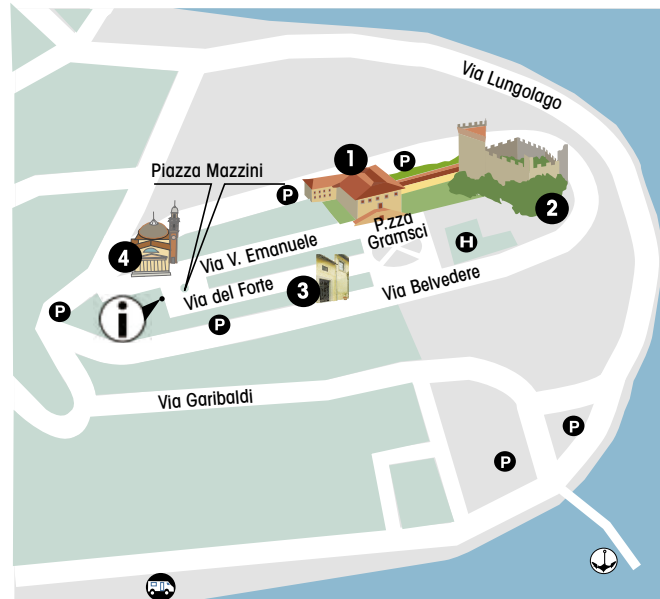 Via Lungolago
1
P
Piazza Mazzini
P
2
P.zza
Gramsci
H
4
Via V. Emanuele
3
Via del Forte
Via Belvedere
i
P
P
Via Garibaldi
P
P